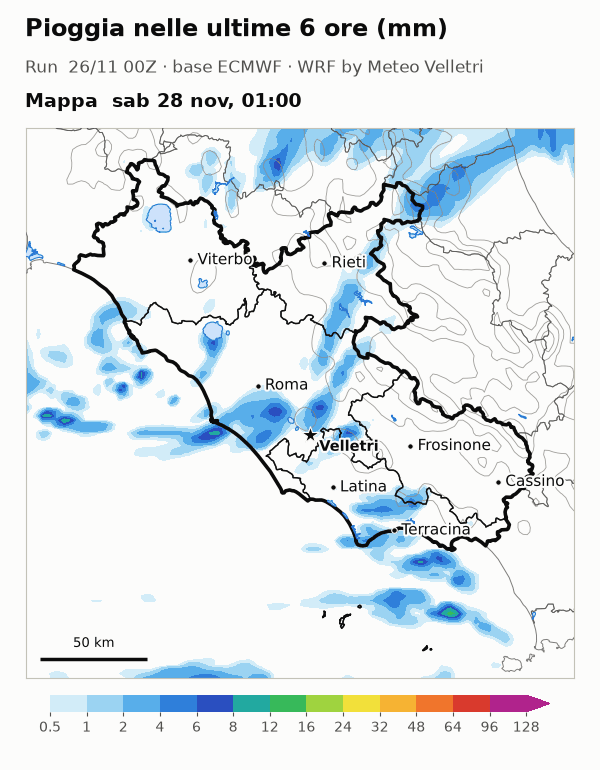 Pioggia nelle ultime 6 ore (mm)
Run  26/11 00Z · base ECMWF · WRF by Meteo Velletri
Mappa  sab 28 nov, 01:00
Viterbo
Rieti
Roma
Velletri
Frosinone
Latina
Cassino
Terracina
50 km
0.5 1 2 4 6 8 12 16 24 32 48 64 96 128